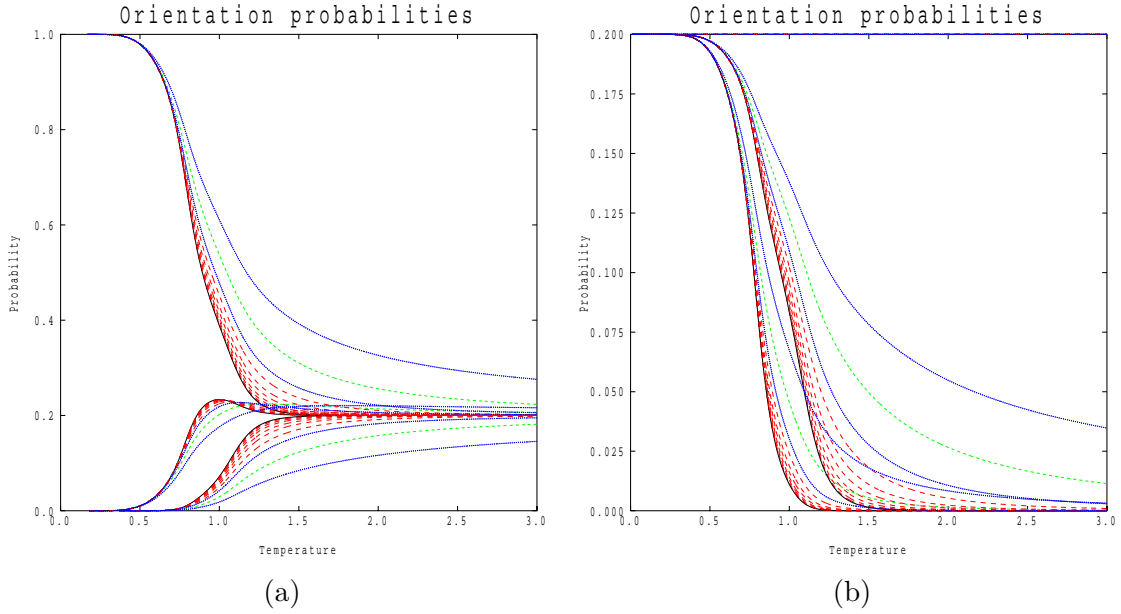 Orientation probabilities
1.0
0.8
0.6
0.4
0.2
0.0
Probability
0.0 0.5 1.0 1.5 2.0 2.5 3.0
Temperature
(a)
Orientation probabilities
0.200
0.175
0.150
0.125
0.100
0.075
0.050
0.025
0.000
Probability
0.0 0.5 1.0 1.5 2.0 2.5 3.0
Temperature
(b)